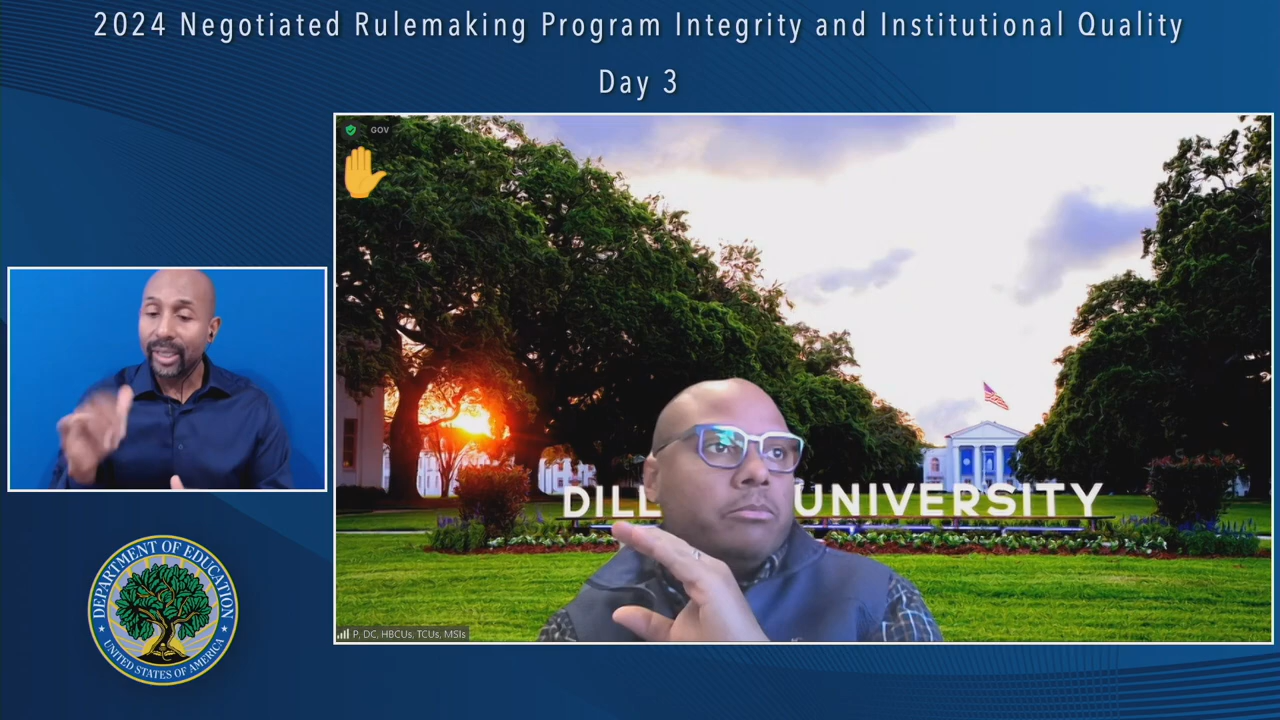 2024 Negotiated Rulemaking Program Integrity and Institutional Quality
Day 3
GOV
DILL UNIVERSITY
P, DC, HBCUs, TCUs, MSIs
DEPARTMENT OF EDUCATION
UNITED STATES OF AMERICA